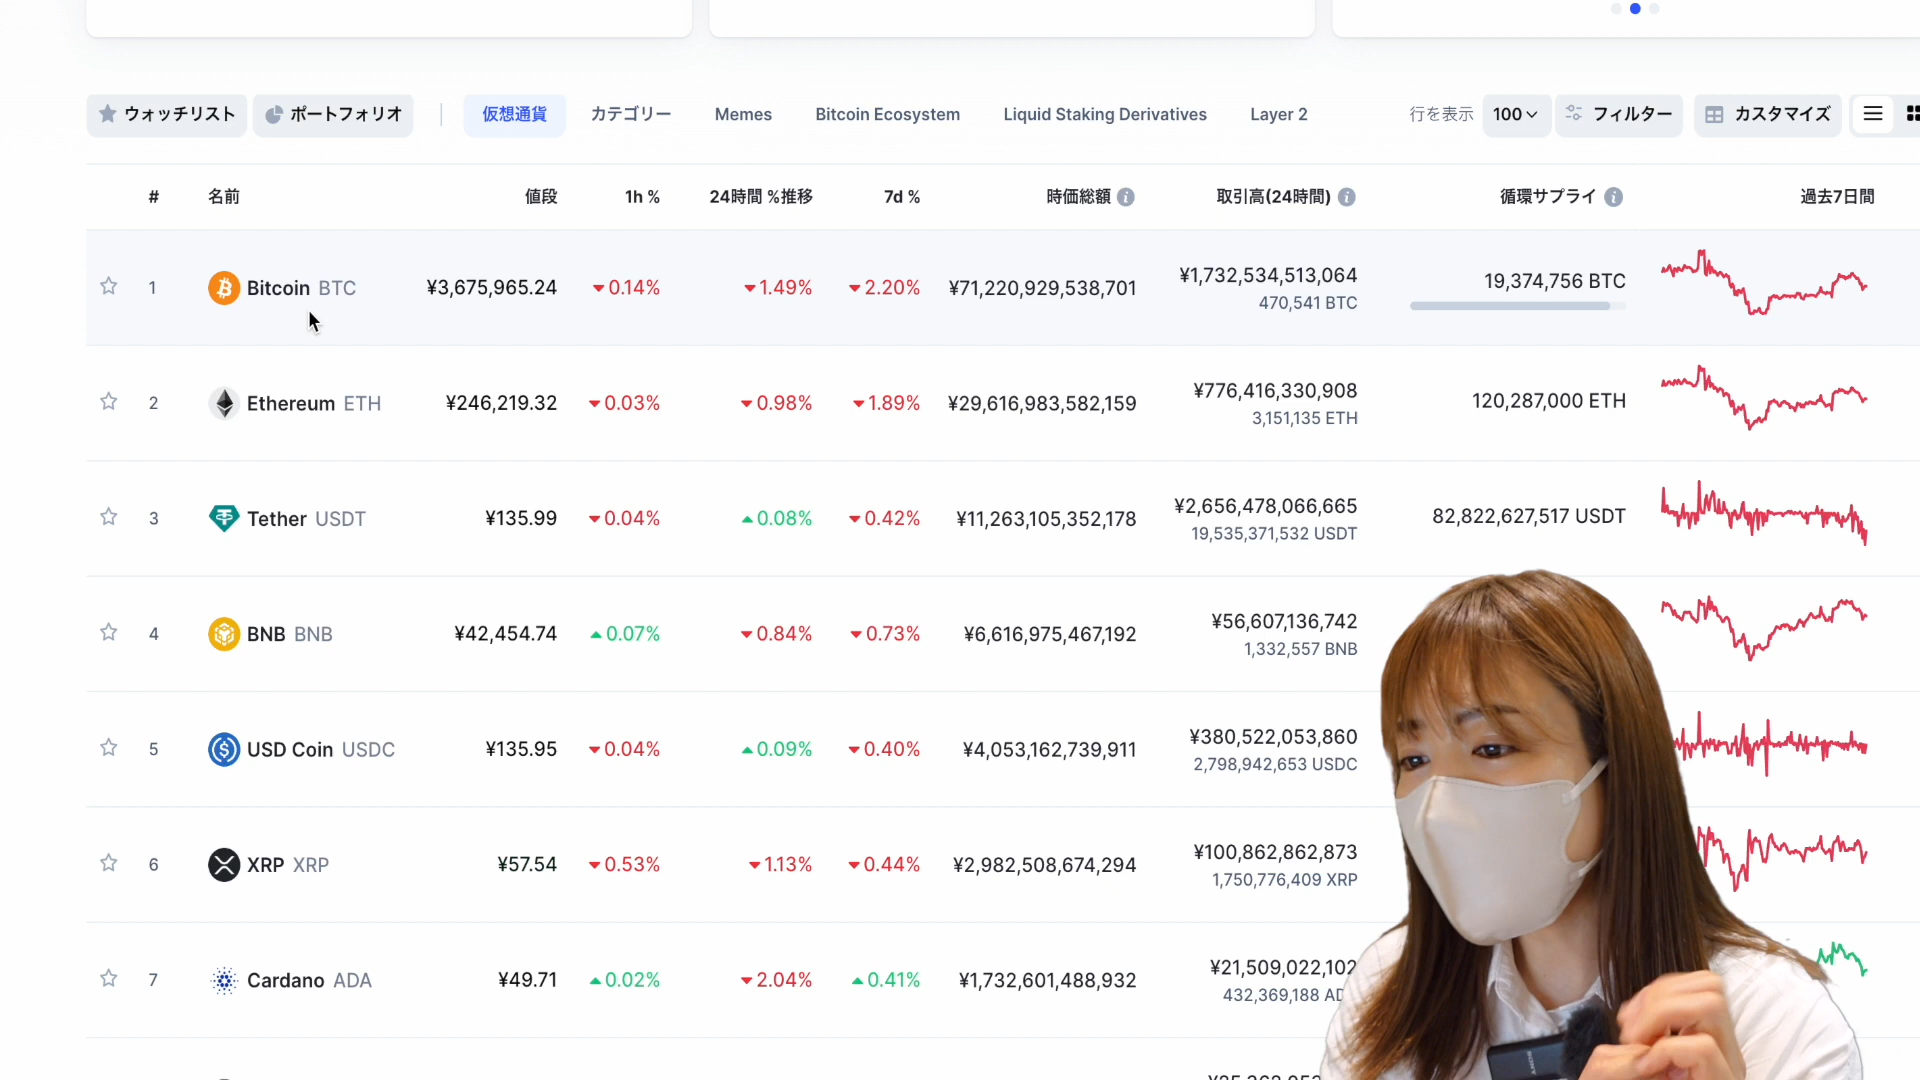 ウォッチリスト ポートフォリオ 仮想通貨 カテゴリー Memes Bitcoin Ecosystem Liquid Staking Derivatives Layer 2 行を表示 100 フィルター カスタマイズ
# 名前 値段 1h % 24時間 %推移 7d % 時価総額 取引高(24時間) 循環サプライ 過去7日間
1 Bitcoin BTC ¥3,675,965.24 0.14% 1.49% 2.20% ¥71,220,929,538,701 ¥1,732,534,513,064 19,374,756 BTC
470,541 BTC
2 Ethereum ETH ¥246,219.32 0.03% 0.98% 1.89% ¥29,616,983,582,159 ¥776,416,330,908 120,287,000 ETH
3,151,135 ETH
3 Tether USDT ¥135.99 0.04% 0.08% 0.42% ¥11,263,105,352,178 ¥2,656,478,066,665 82,822,627,517 USDT
19,535,371,532 USDT
4 BNB BNB ¥42,454.74 0.07% 0.84% 0.73% ¥6,616,975,467,192 ¥56,607,136,742
1,332,557 BNB
5 USD Coin USDC ¥135.95 0.04% 0.09% 0.40% ¥4,053,162,739,911 ¥380,522,053,860
2,798,942,653 USDC
6 XRP XRP ¥57.54 0.53% 1.13% 0.44% ¥2,982,508,674,294 ¥100,862,862,873
1,750,776,409 XRP
7 Cardano ADA ¥49.71 0.02% 2.04% 0.41% ¥1,732,601,488,932 ¥21,509,022,102
432,369,188